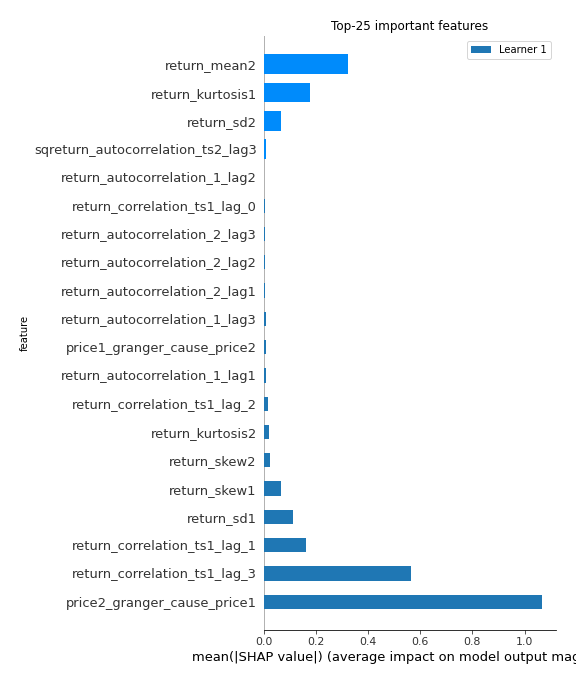 Top-25 important features
Learner 1
return_mean2
return_kurtosis1
return_sd2
sqreturn_autocorrelation_ts2_lag3
return_autocorrelation_1_lag2
return_correlation_ts1_lag_0
return_autocorrelation_2_lag3
return_autocorrelation_2_lag2
return_autocorrelation_2_lag1
return_autocorrelation_1_lag3
price1_granger_cause_price2
return_autocorrelation_1_lag1
return_correlation_ts1_lag_2
return_kurtosis2
return_skew2
return_skew1
return_sd1
return_correlation_ts1_lag_1
return_correlation_ts1_lag_3
price2_granger_cause_price1
feature
0.0 0.2 0.4 0.6 0.8 1.0
mean(|SHAP value|) (average impact on model output mag